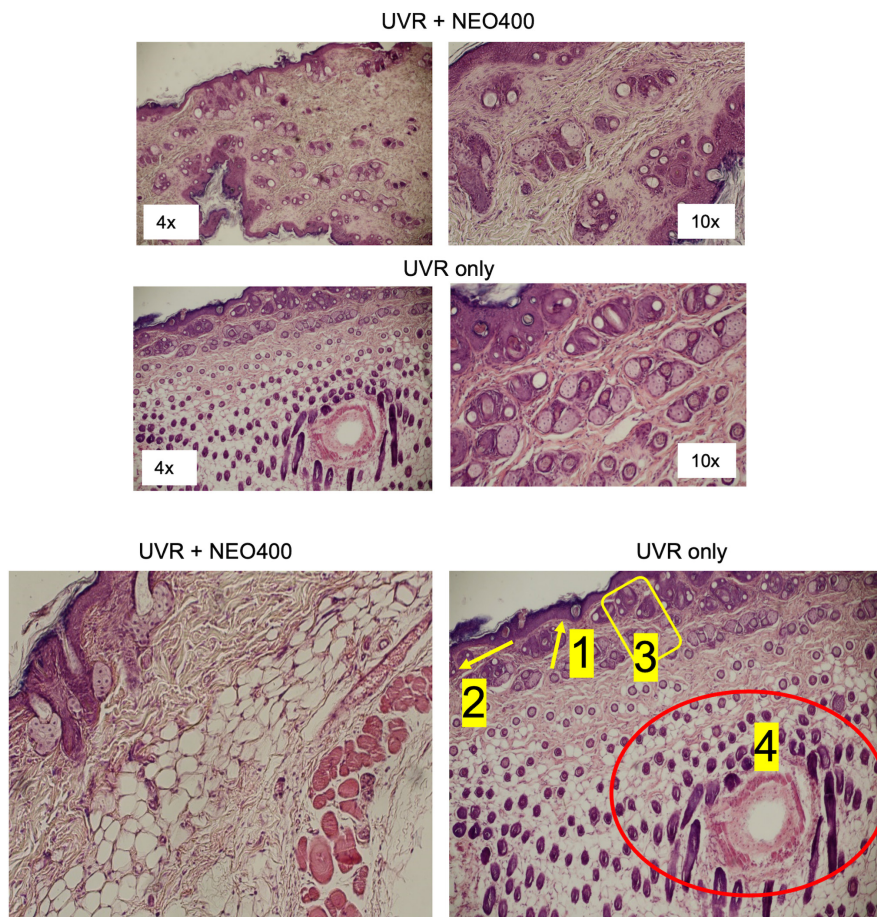 UVR + NEO400
4x
10x
UVR only
4x
10x
UVR + NEO400
UVR only
1
2
3
4